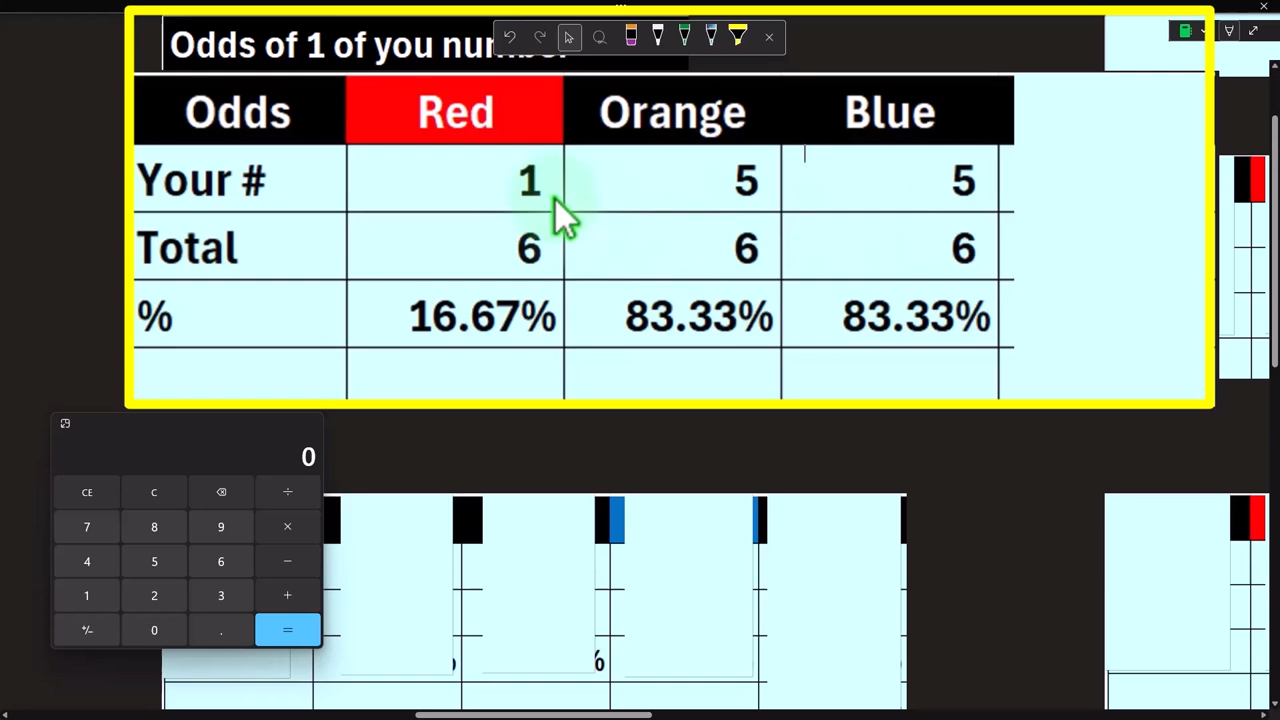 Odds of 1 of you number
Odds Red Orange Blue
Your # 1 5 5
Total 6 6 6
% 16.67% 83.33% 83.33%
0
CE C ÷
7 8 9 ×
4 5 6 −
1 2 3 +
+/− 0 . =
%